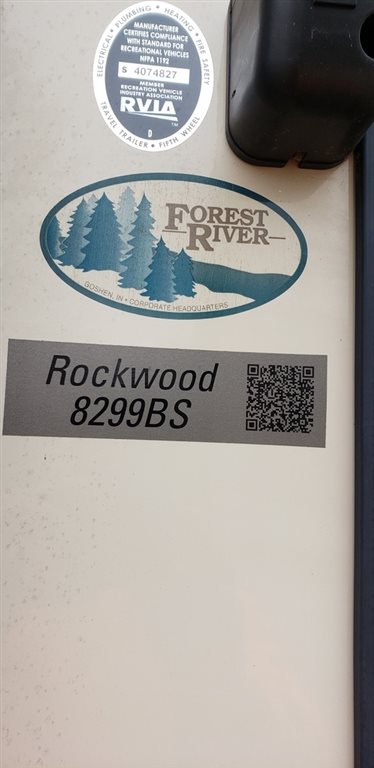 ELECTRICAL • PLUMBING • HEATING • FIRE SAFETY
MANUFACTURER
CERTIFIES COMPLIANCE
WITH STANDARD FOR
RECREATIONAL VEHICLES
NFPA 1192
S 4074827
MEMBER
RECREATION VEHICLE
INDUSTRY ASSOCIATION
RVIA
TM
D
TRAVEL TRAILER • FIFTH WHEEL
FOREST
RIVER
GOSHEN, IN • CORPORATE HEADQUARTERS
Rockwood
8299BS